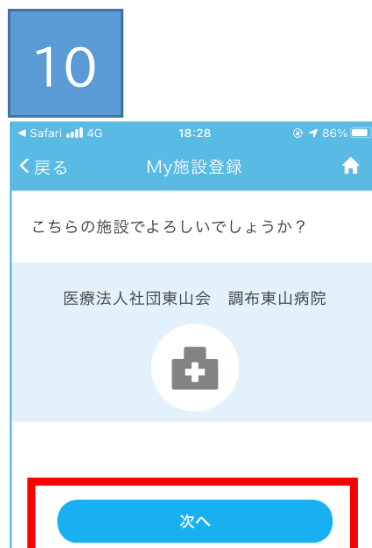 10
Safari 4G 18:28 86%
戻る My施設登録
こちらの施設でよろしいでしょうか？
医療法人社団東山会　調布東山病院
次へ